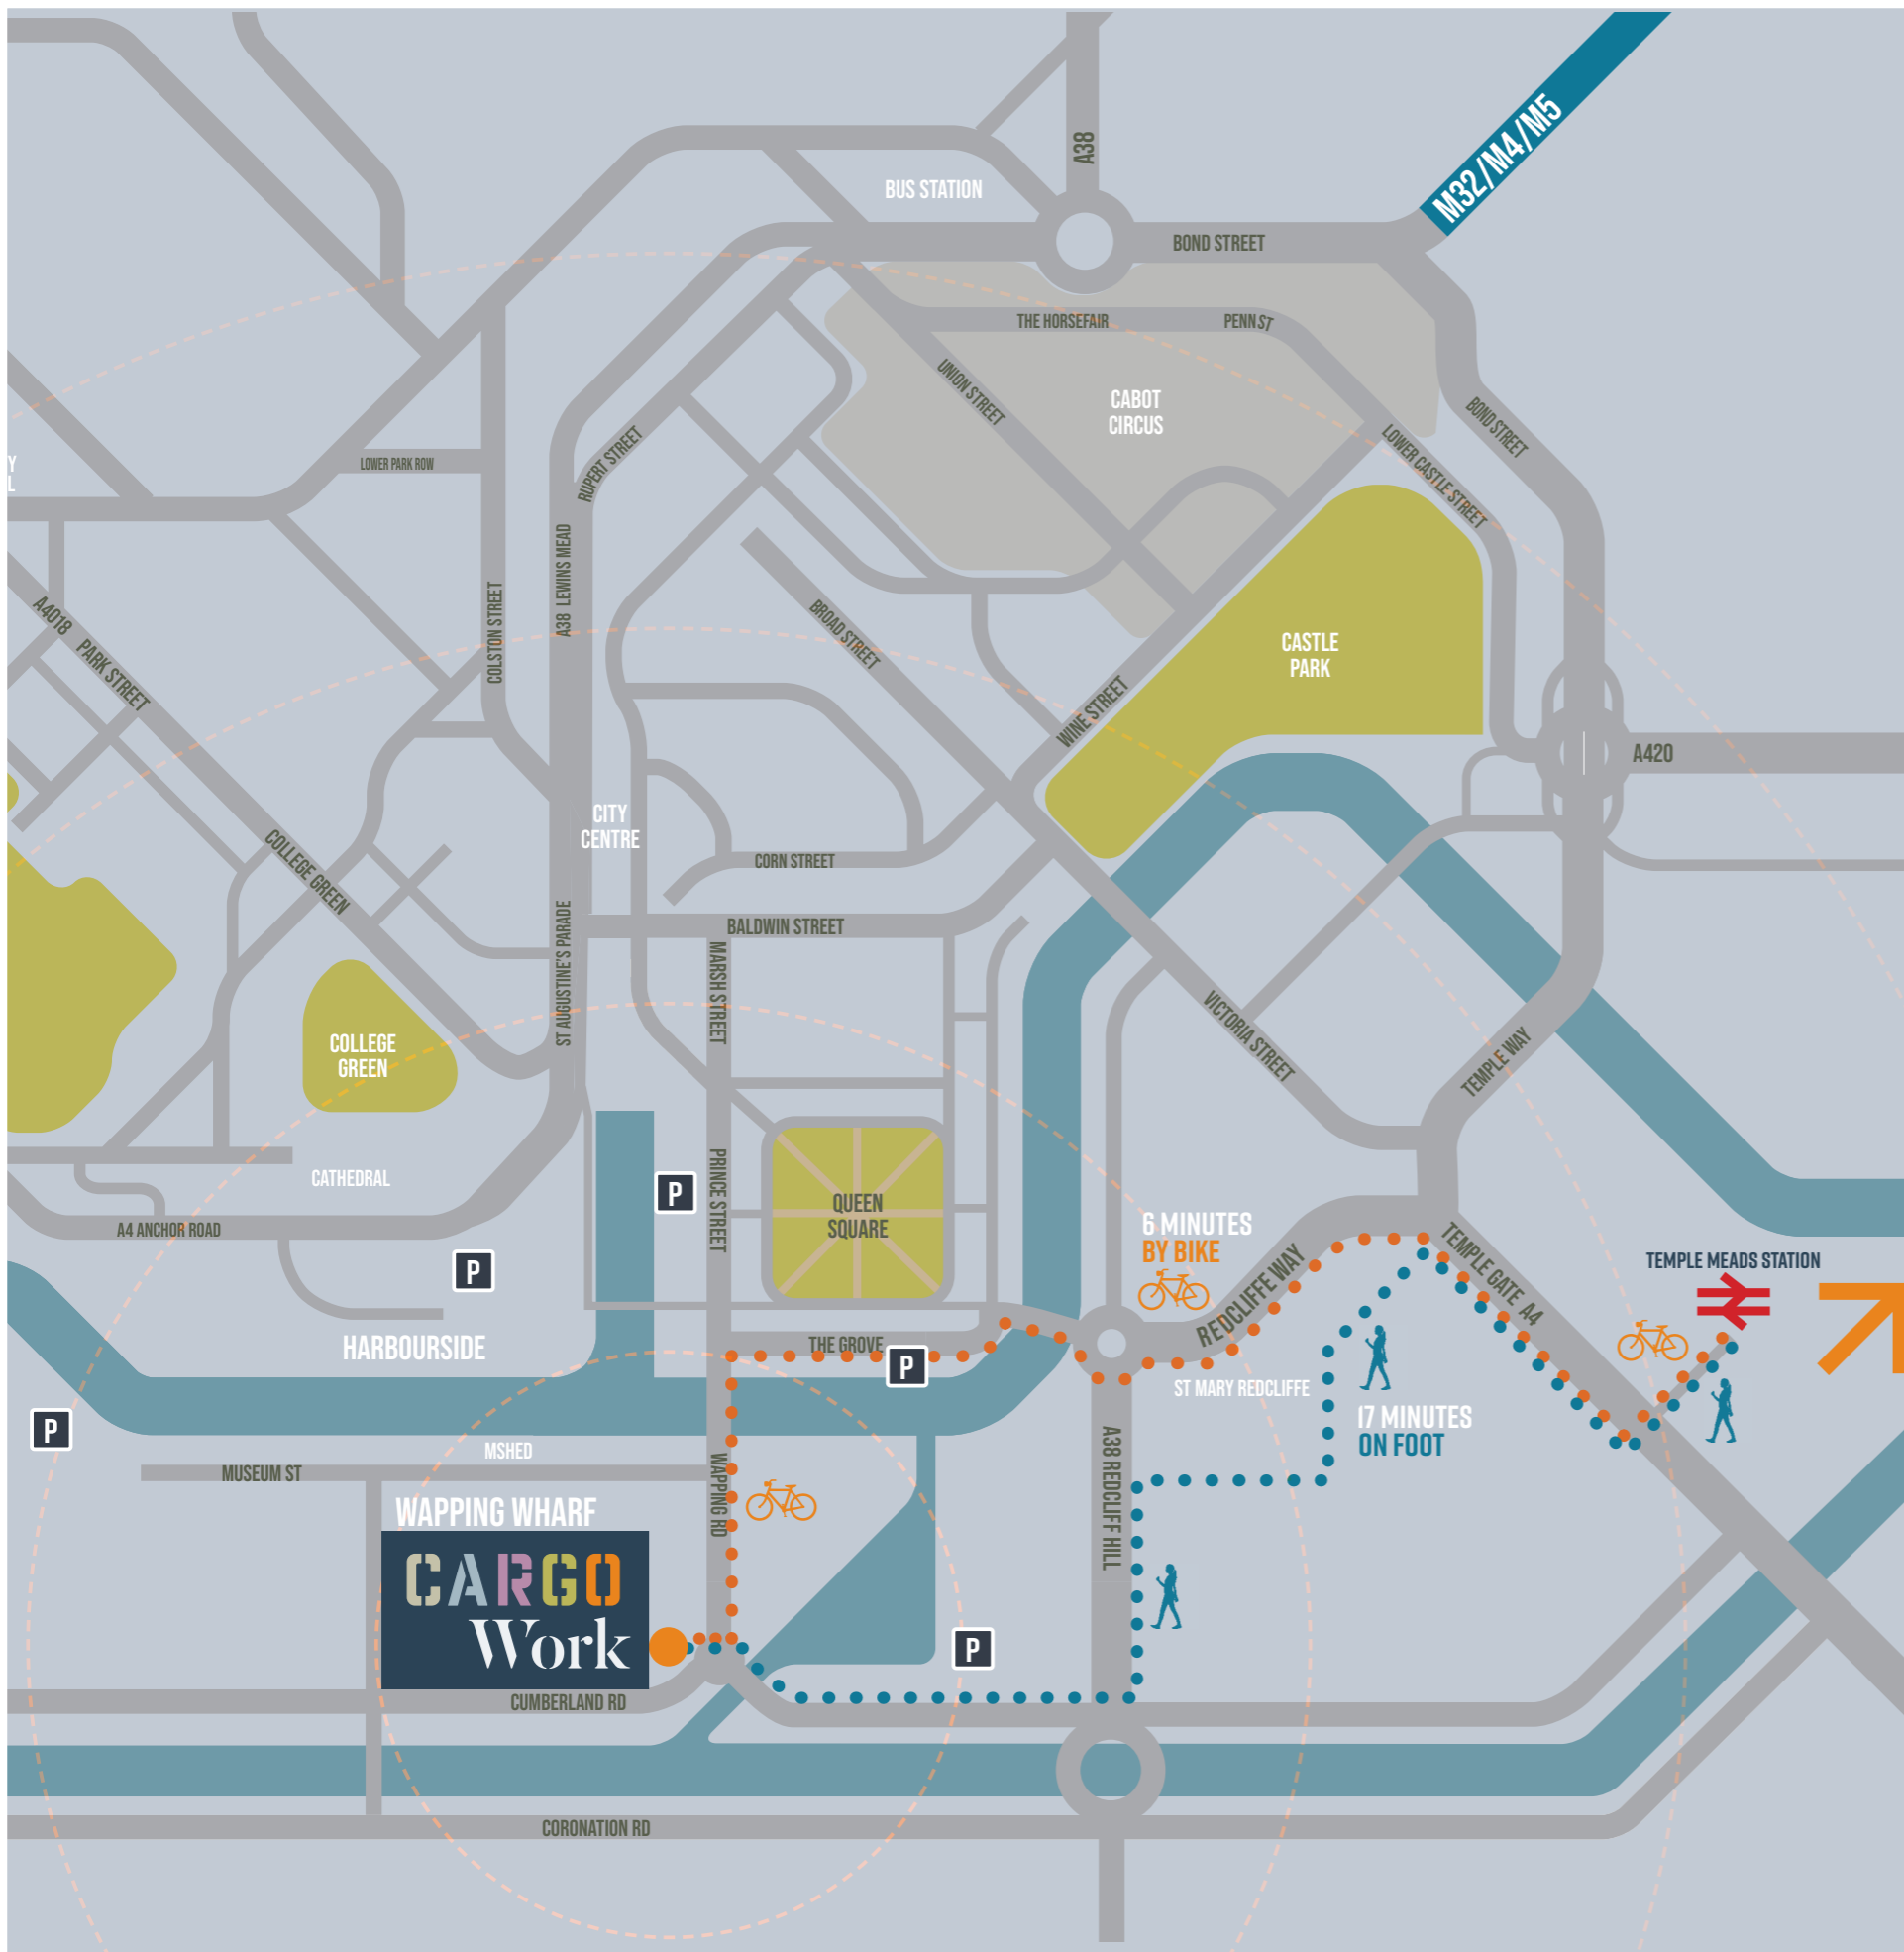 M32/M4/M5
A38
BUS STATION
BOND STREET
THE HORSEFAIR
PENN ST
UNION STREET
CABOT
CIRCUS
BOND STREET
LOWER CASTLE STREET
RUPERT STREET
LOWER PARK ROW
Y
L
A38 LEWINS MEAD
COLSTON STREET
BROAD STREET
CASTLE
PARK
A4018 PARK STREET
WINE STREET
A420
CITY
CENTRE
COLLEGE GREEN
CORN STREET
BALDWIN STREET
ST AUGUSTINE'S PARADE
MARSH STREET
VICTORIA STREET
TEMPLE WAY
COLLEGE
GREEN
CATHEDRAL
P
PRINCE STREET
QUEEN
SQUARE
A4 ANCHOR ROAD
6 MINUTES
BY BIKE
REDCLIFFE WAY
TEMPLE GATE A4
TEMPLE MEADS STATION
P
HARBOURSIDE
THE GROVE
P
ST MARY REDCLIFFE
17 MINUTES
ON FOOT
P
MSHED
MUSEUM ST
WAPPING RD
A38 REDCLIFF HILL
WAPPING WHARF
CARGO
Work
P
CUMBERLAND RD
CORONATION RD